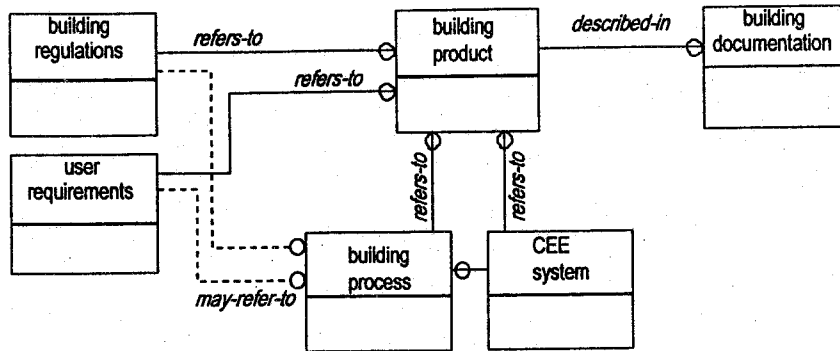 building
regulations
refers-to
building
product
described-in
building
documentation
refers-to
user
requirements
refers-to
refers-to
building
process
CEE
system
may-refer-to